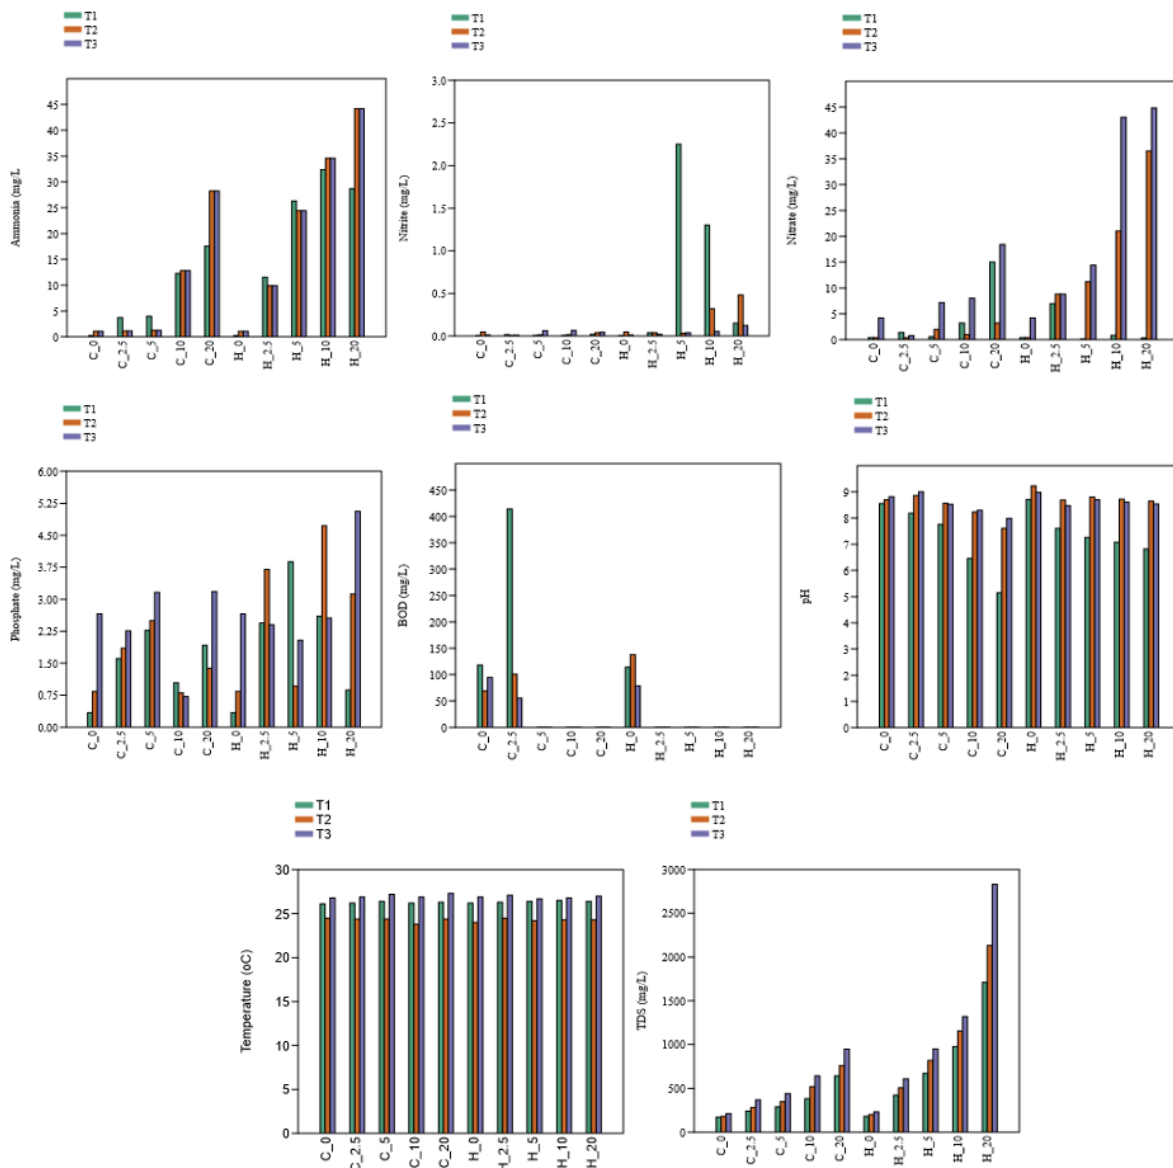 T1
T2
T3
Ammonia (mg/L
45
40
35
30
25
20
15
10
5
0
C_0
C_2.5
C_5
C_10
C_20
H_0
H_2.5
H_5
H_10
H_20
T1
T2
T3
Nitrite (mg/L)
3.0
2.5
2.0
1.5
1.0
0.5
0.0
C_0
C_2.5
C_5
C_10
C_20
H_0
H_2.5
H_5
H_10
H_20
T1
T2
T3
Nitrate (mg/L)
45
40
35
30
25
20
15
10
5
0
C_0
C_2.5
C_5
C_10
C_20
H_0
H_2.5
H_5
H_10
H_20
T1
T2
T3
Phosphate (mg/L)
6.00
5.25
4.50
3.75
3.00
2.25
1.50
0.75
0.00
C_0
C_2.5
C_5
C_10
C_20
H_0
H_2.5
H_5
H_10
H_20
T1
T2
T3
BOD (mg/L)
450
400
350
300
250
200
150
100
50
0
C_0
C_2.5
C_5
C_10
C_20
H_0
H_2.5
H_5
H_10
H_20
T1
T2
T3
pH
9
8
7
6
5
4
3
2
1
0
C_0
C_2.5
C_5
C_10
C_20
H_0
H_2.5
H_5
H_10
H_20
T1
T2
T3
Temperature (oC)
30
25
20
15
10
5
0
C_0
C_2.5
C_5
C_10
C_20
H_0
H_2.5
H_5
H_10
H_20
T1
T2
T3
TDS (mg/L)
3000
2500
2000
1500
1000
500
0
C_0
C_2.5
C_5
C_10
C_20
H_0
H_2.5
H_5
H_10
H_20